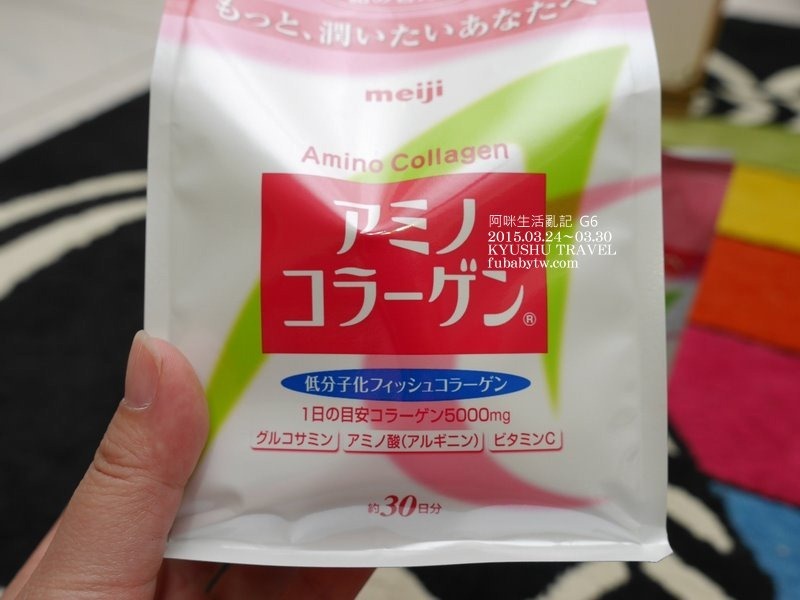 もっと、潤いたいあなたへ
meiji
Amino Collagen
アミノ
コラーゲン®
阿咪生活亂記 G6
2015.03.24~03.30
KYUSHU TRAVEL
fubabytw.com
低分子化フィッシュコラーゲン
1日の目安コラーゲン5000mg
グルコサミン アミノ酸(アルギニン) ビタミンC
約30日分